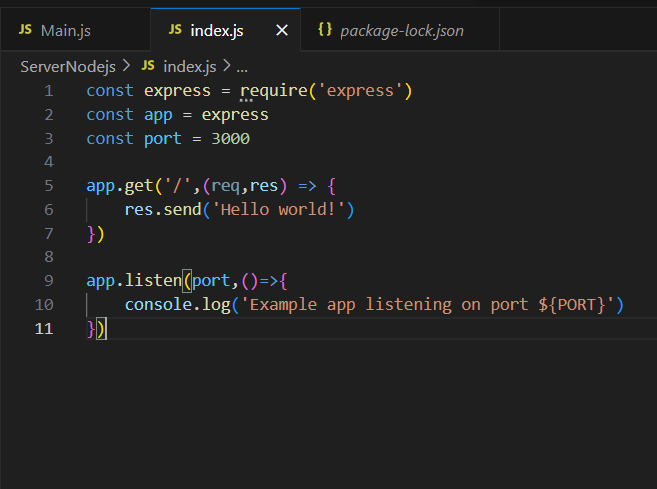 JS Main.js JS index.js × {} package-lock.json
ServerNodejs > JS index.js > ...
1 const express = require('express')
2 const app = express
3 const port = 3000
4
5 app.get('/',(req,res) => {
6     res.send('Hello world!')
7 })
8
9 app.listen(port,()=>{
10     console.log('Example app listening on port ${PORT}')
11 })